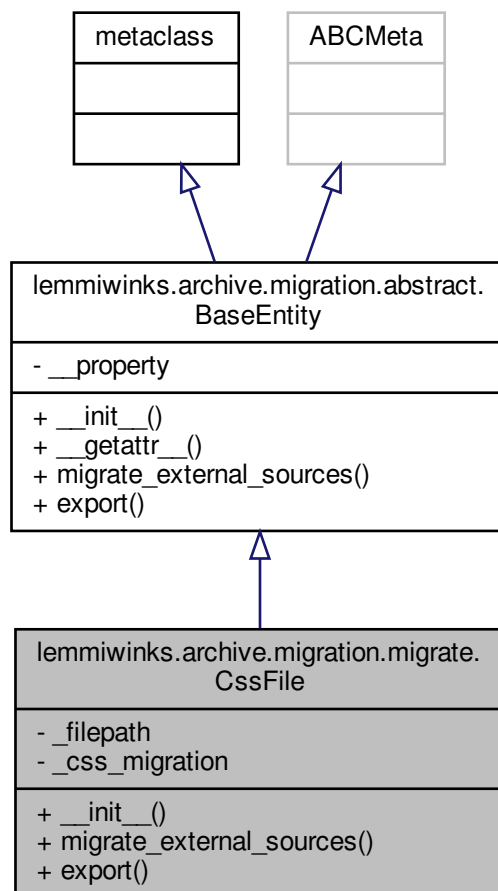 metaclass
ABCMeta
lemmiwinks.archive.migration.abstract.
BaseEntity
- __property
+ __init__()
+ __getattr__()
+ migrate_external_sources()
+ export()
lemmiwinks.archive.migration.migrate.
CssFile
- _filepath
- _css_migration
+ __init__()
+ migrate_external_sources()
+ export()